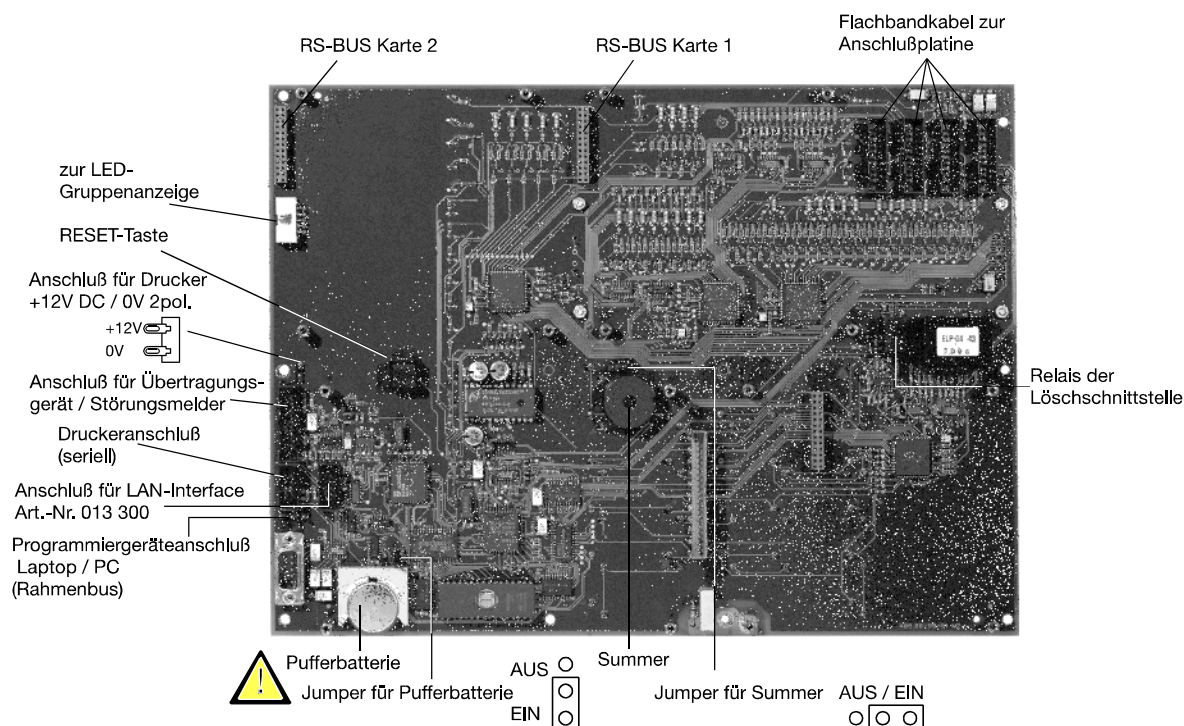 Flachbandkabel zur
Anschlußplatine
RS-BUS Karte 2
RS-BUS Karte 1
zur LED-
Gruppenanzeige
RESET-Taste
Anschluß für Drucker
+12V DC / 0V 2pol.
+12V
0V
Anschluß für Übertragungs-
gerät / Störungsmelder
Druckeranschluß
(seriell)
Anschluß für LAN-Interface
Art.-Nr. 013 300
Programmiergeräteanschluß
Laptop / PC
(Rahmenbus)
Relais der
Löschschnittstelle
Pufferbatterie
Jumper für Pufferbatterie
AUS
EIN
Summer
Jumper für Summer
AUS / EIN